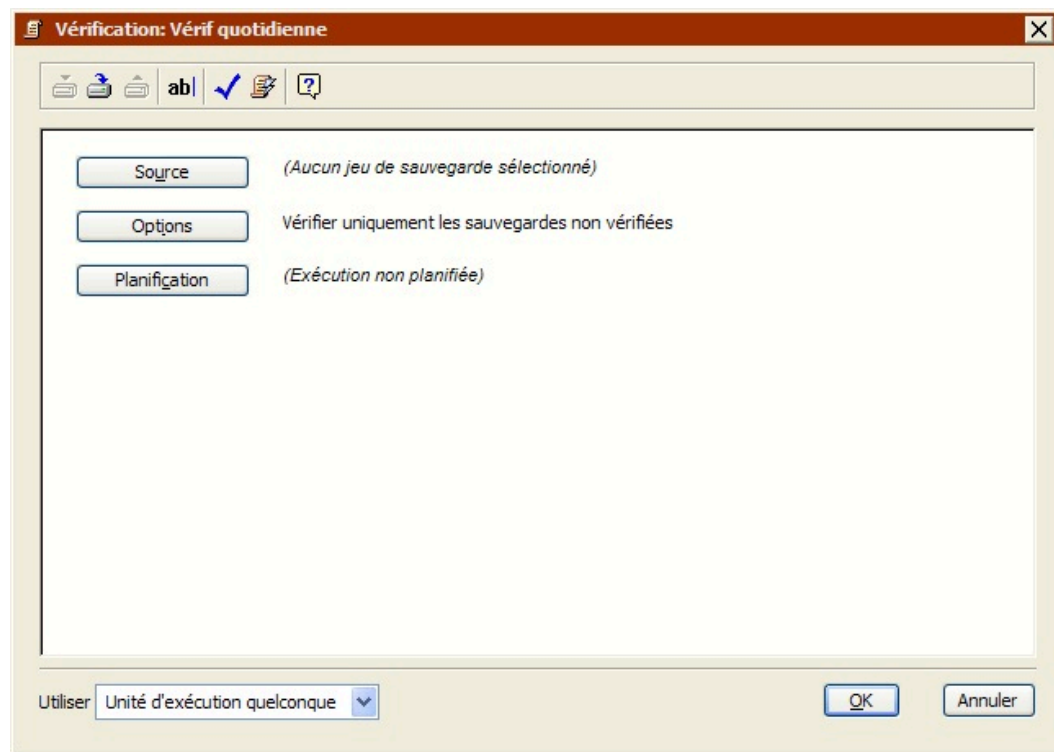 Vérification: Vérif quotidienne
ab|
Source (Aucun jeu de sauvegarde sélectionné)
Options Vérifier uniquement les sauvegardes non vérifiées
Planification (Exécution non planifiée)
Utiliser Unité d'exécution quelconque OK Annuler